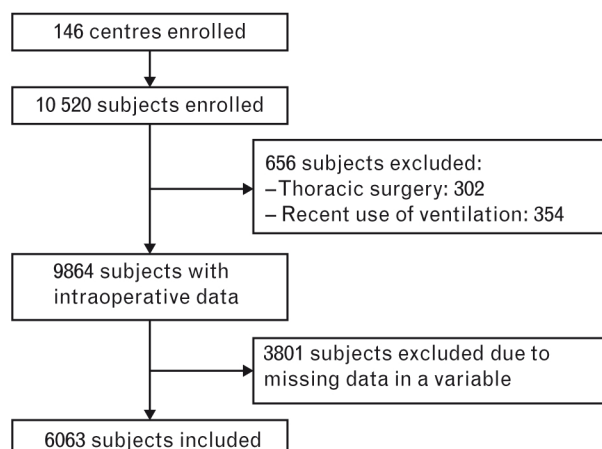 146 centres enrolled
10 520 subjects enrolled
656 subjects excluded:
–Thoracic surgery: 302
–Recent use of ventilation: 354
9864 subjects with
intraoperative data
3801 subjects excluded due to
missing data in a variable
6063 subjects included